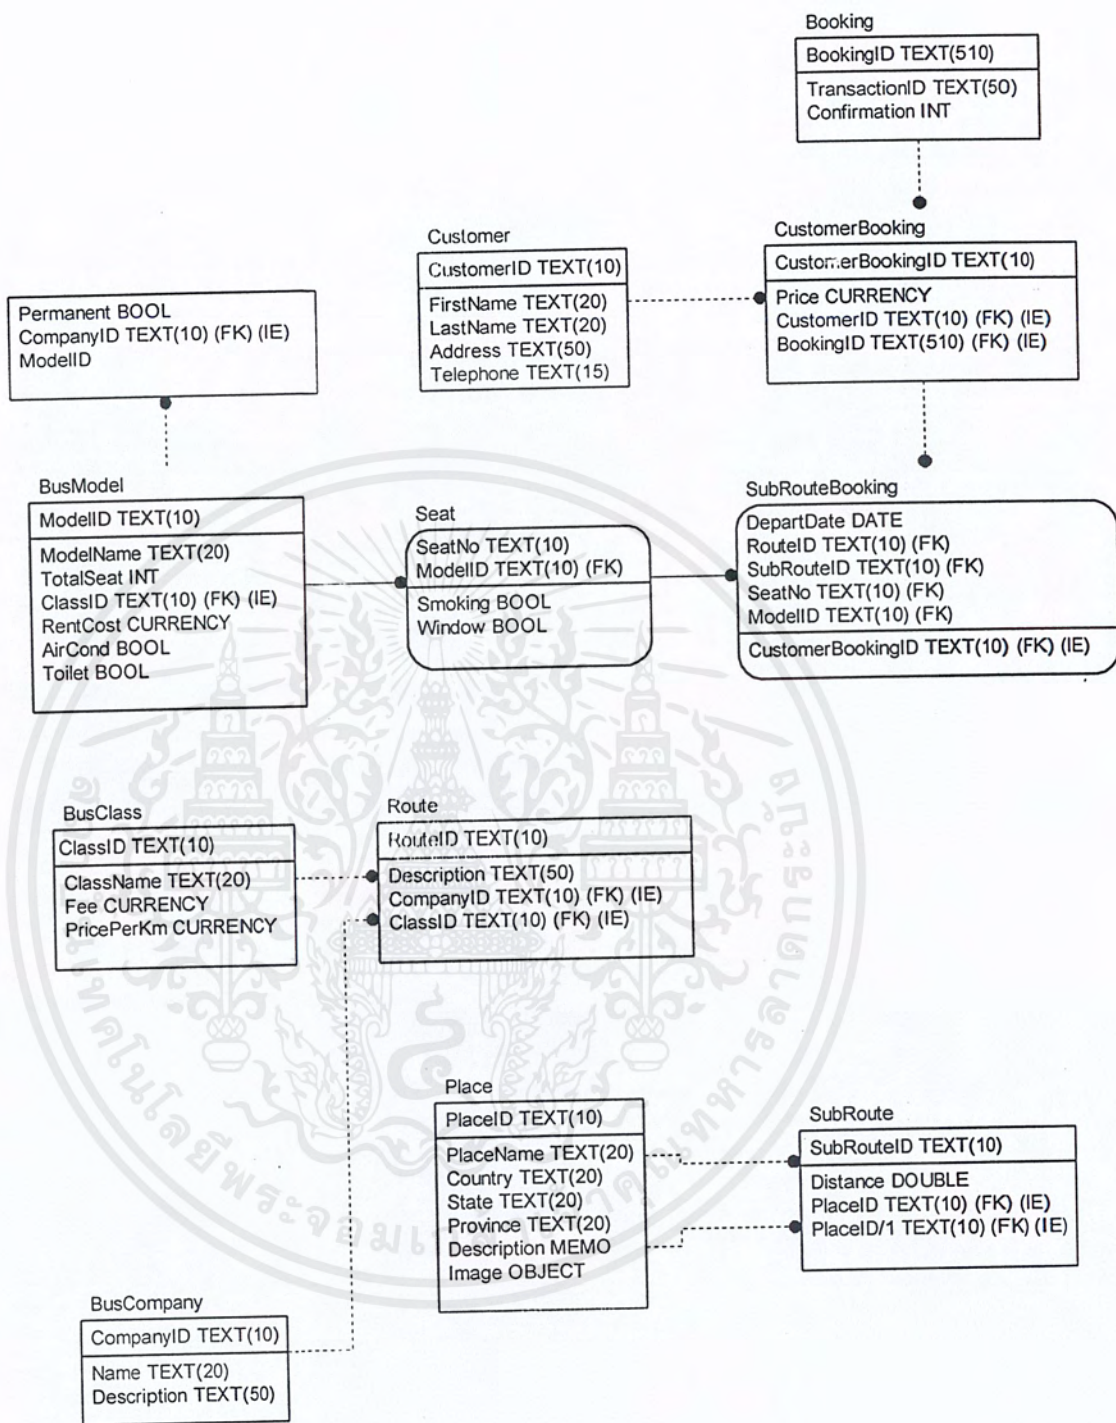 Booking
BookingID TEXT(510)
TransactionID TEXT(50)
Confirmation INT
CustomerBooking
CustomerBookingID TEXT(10)
Price CURRENCY
CustomerID TEXT(10) (FK) (IE)
BookingID TEXT(510) (FK) (IE)
Customer
CustomerID TEXT(10)
FirstName TEXT(20)
LastName TEXT(20)
Address TEXT(50)
Telephone TEXT(15)
Permanent BOOL
CompanyID TEXT(10) (FK) (IE)
ModelID
BusModel
ModelID TEXT(10)
ModelName TEXT(20)
TotalSeat INT
ClassID TEXT(10) (FK) (IE)
RentCost CURRENCY
AirCond BOOL
Toilet BOOL
Seat
SeatNo TEXT(10)
ModelID TEXT(10) (FK)
Smoking BOOL
Window BOOL
SubRouteBooking
DepartDate DATE
RouteID TEXT(10) (FK)
SubRouteID TEXT(10) (FK)
SeatNo TEXT(10) (FK)
ModelID TEXT(10) (FK)
CustomerBookingID TEXT(10) (FK) (IE)
BusClass
ClassID TEXT(10)
ClassName TEXT(20)
Fee CURRENCY
PricePerKm CURRENCY
Route
RouteID TEXT(10)
Description TEXT(50)
CompanyID TEXT(10) (FK) (IE)
ClassID TEXT(10) (FK) (IE)
Place
PlaceID TEXT(10)
PlaceName TEXT(20)
Country TEXT(20)
State TEXT(20)
Province TEXT(20)
Description MEMO
Image OBJECT
SubRoute
SubRouteID TEXT(10)
Distance DOUBLE
PlaceID TEXT(10) (FK) (IE)
PlaceID/1 TEXT(10) (FK) (IE)
BusCompany
CompanyID TEXT(10)
Name TEXT(20)
Description TEXT(50)